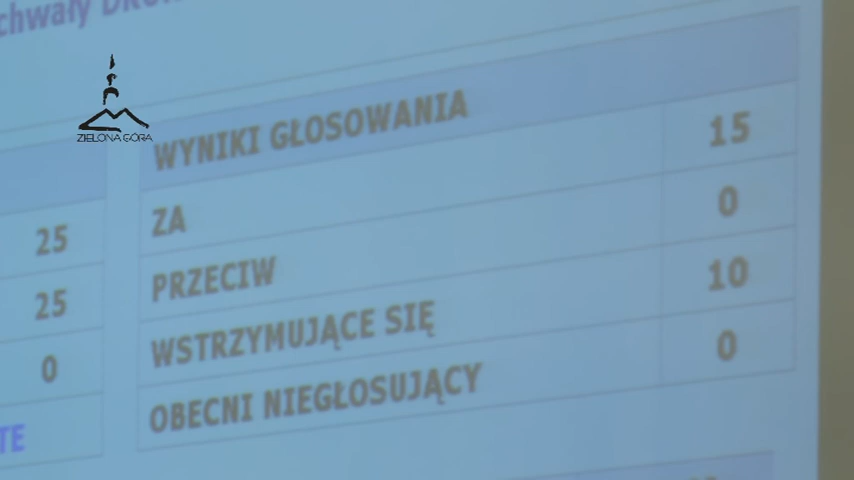 chwały
ZIELONA GÓRA
WYNIKI GŁOSOWANIA
ZA 15
PRZECIW 0
WSTRZYMUJĄCE SIĘ 10
OBECNI NIEGŁOSUJĄCY 0
25
25
0
TE